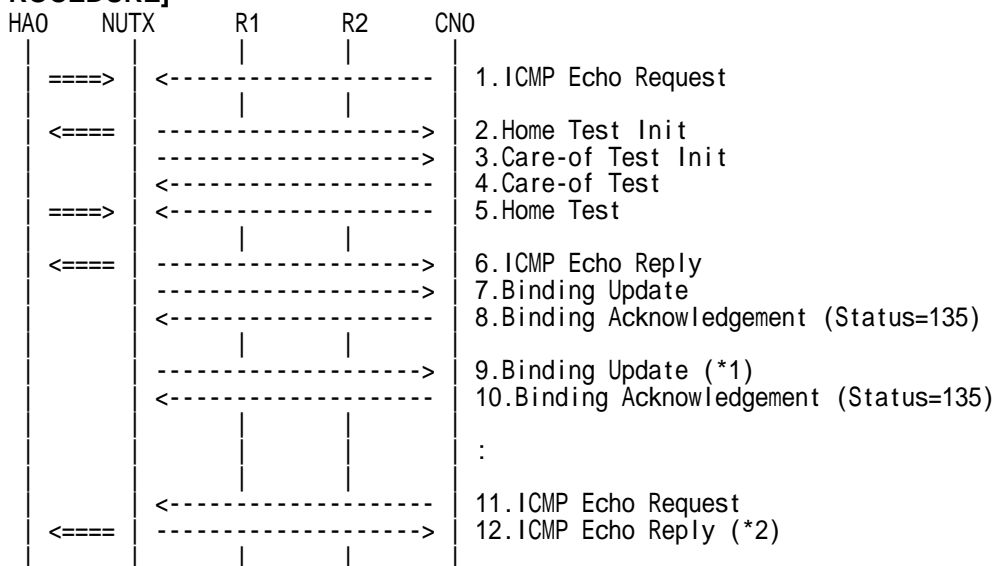 ROCEDURE]
HA0 NUTX R1 R2 CN0
| ====> | <--------------------- | 1.ICMP Echo Request
| <==== | ---------------------> | 2.Home Test Init
| | ---------------------> | 3.Care-of Test Init
| | <--------------------- | 4.Care-of Test
| ====> | <--------------------- | 5.Home Test
| <==== | ---------------------> | 6.ICMP Echo Reply
| | ---------------------> | 7.Binding Update
| | <--------------------- | 8.Binding Acknowledgement (Status=135)
| | ---------------------> | 9.Binding Update (*1)
| | <--------------------- | 10.Binding Acknowledgement (Status=135)
:
| | <--------------------- | 11.ICMP Echo Request
| <==== | ---------------------> | 12.ICMP Echo Reply (*2)